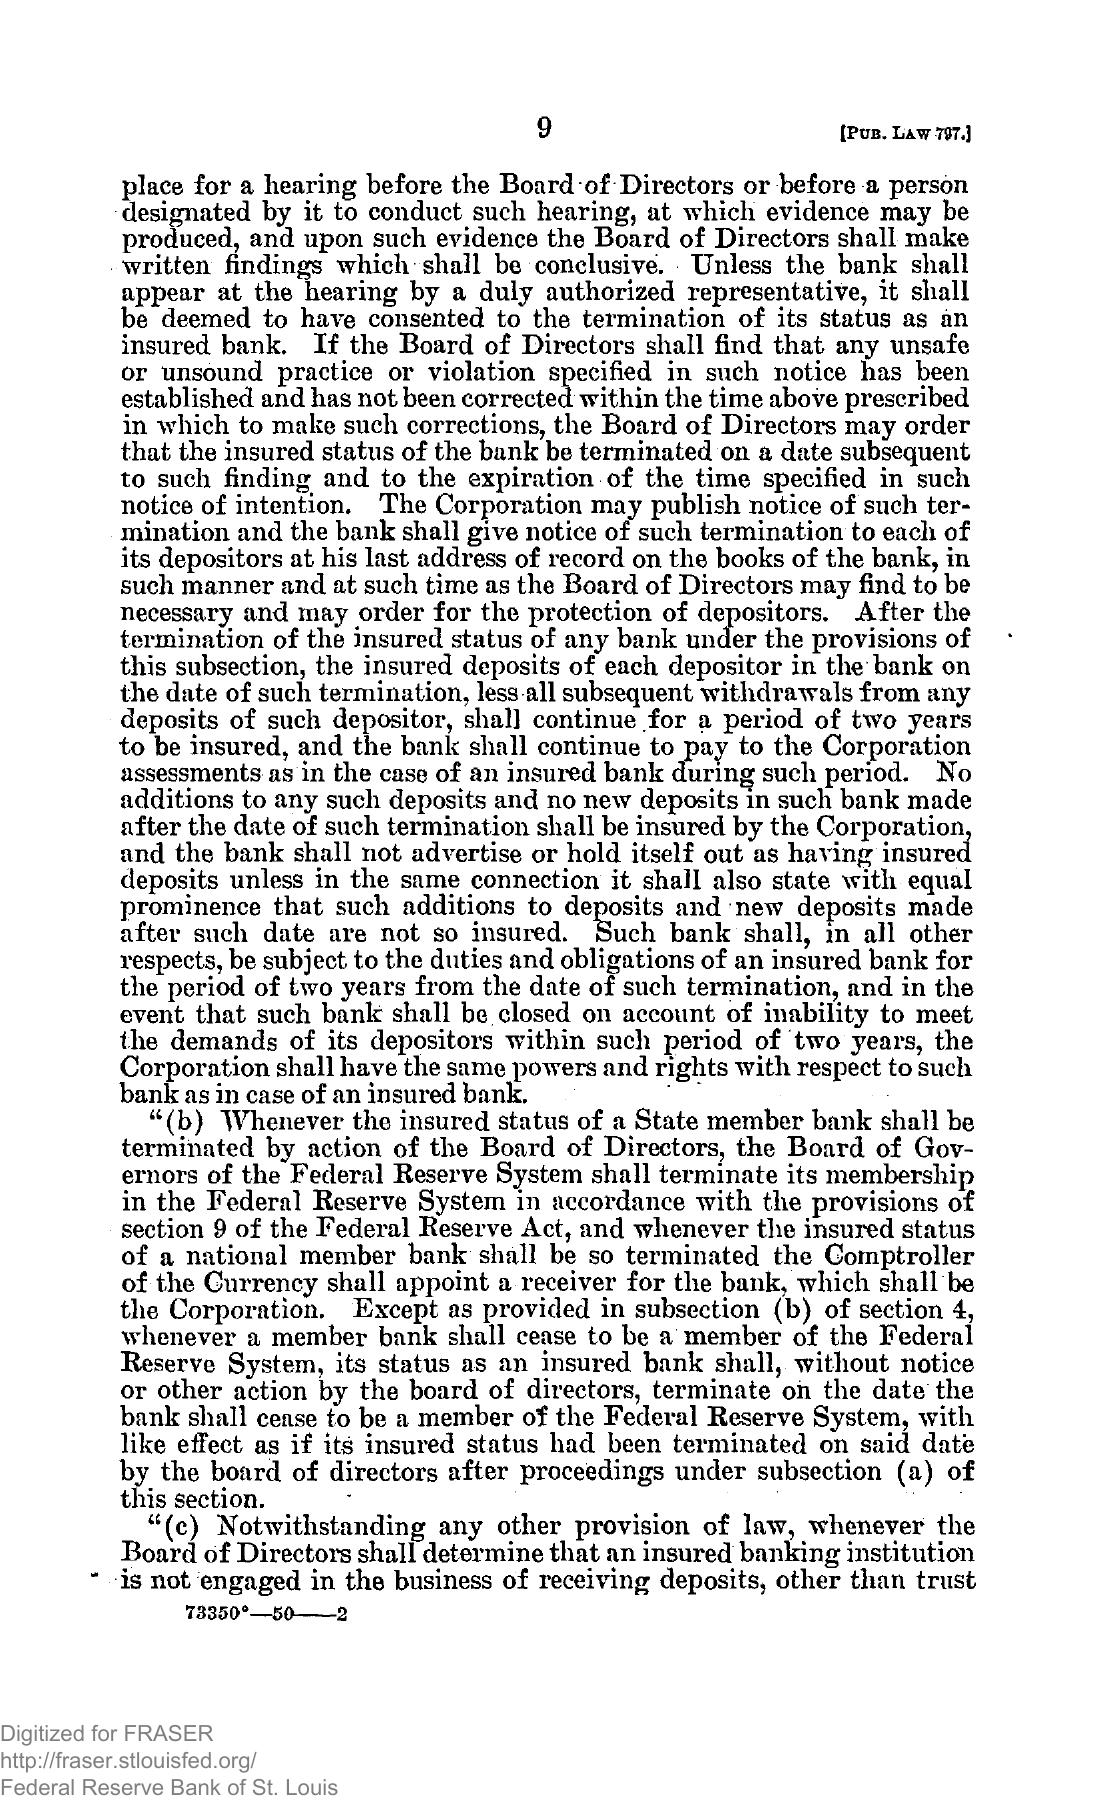 9
[PUB. LAW 797.]
place for a hearing before the Board of Directors or before a person
designated by it to conduct such hearing, at which evidence may be
produced, and upon such evidence the Board of Directors shall make
written findings which shall be conclusive. Unless the bank shall
appear at the hearing by a duly authorized representative, it shall
be deemed to have consented to the termination of its status as an
insured bank. If the Board of Directors shall find that any unsafe
or unsound practice or violation specified in such notice has been
established and has not been corrected within the time above prescribed
in which to make such corrections, the Board of Directors may order
that the insured status of the bank be terminated on a date subsequent
to such finding and to the expiration of the time specified in such
notice of intention. The Corporation may publish notice of such ter-
mination and the bank shall give notice of such termination to each of
its depositors at his last address of record on the books of the bank, in
such manner and at such time as the Board of Directors may find to be
necessary and may order for the protection of depositors. After the
termination of the insured status of any bank under the provisions of
this subsection, the insured deposits of each depositor in the bank on
the date of such termination, less all subsequent withdrawals from any
deposits of such depositor, shall continue for a period of two years
to be insured, and the bank shall continue to pay to the Corporation
assessments as in the case of an insured bank during such period. No
additions to any such deposits and no new deposits in such bank made
after the date of such termination shall be insured by the Corporation,
and the bank shall not advertise or hold itself out as having insured
deposits unless in the same connection it shall also state with equal
prominence that such additions to deposits and new deposits made
after such date are not so insured. Such bank shall, in all other
respects, be subject to the duties and obligations of an insured bank for
the period of two years from the date of such termination, and in the
event that such bank shall be closed on account of inability to meet
the demands of its depositors within such period of two years, the
Corporation shall have the same powers and rights with respect to such
bank as in case of an insured bank.
"(b) Whenever the insured status of a State member bank shall be
terminated by action of the Board of Directors, the Board of Gov-
ernors of the Federal Reserve System shall terminate its membership
in the Federal Reserve System in accordance with the provisions of
section 9 of the Federal Reserve Act, and whenever the insured status
of a national member bank shall be so terminated the Comptroller
of the Currency shall appoint a receiver for the bank, which shall be
the Corporation. Except as provided in subsection (b) of section 4,
whenever a member bank shall cease to be a member of the Federal
Reserve System, its status as an insured bank shall, without notice
or other action by the board of directors, terminate on the date the
bank shall cease to be a member of the Federal Reserve System, with
like effect as if its insured status had been terminated on said date
by the board of directors after proceedings under subsection (a) of
this section.
"(c) Notwithstanding any other provision of law, whenever the
Board of Directors shall determine that an insured banking institution
is not engaged in the business of receiving deposits, other than trust
73350°—50——2
Digitized for FRASER
http://fraser.stlouisfed.org/
Federal Reserve Bank of St. Louis